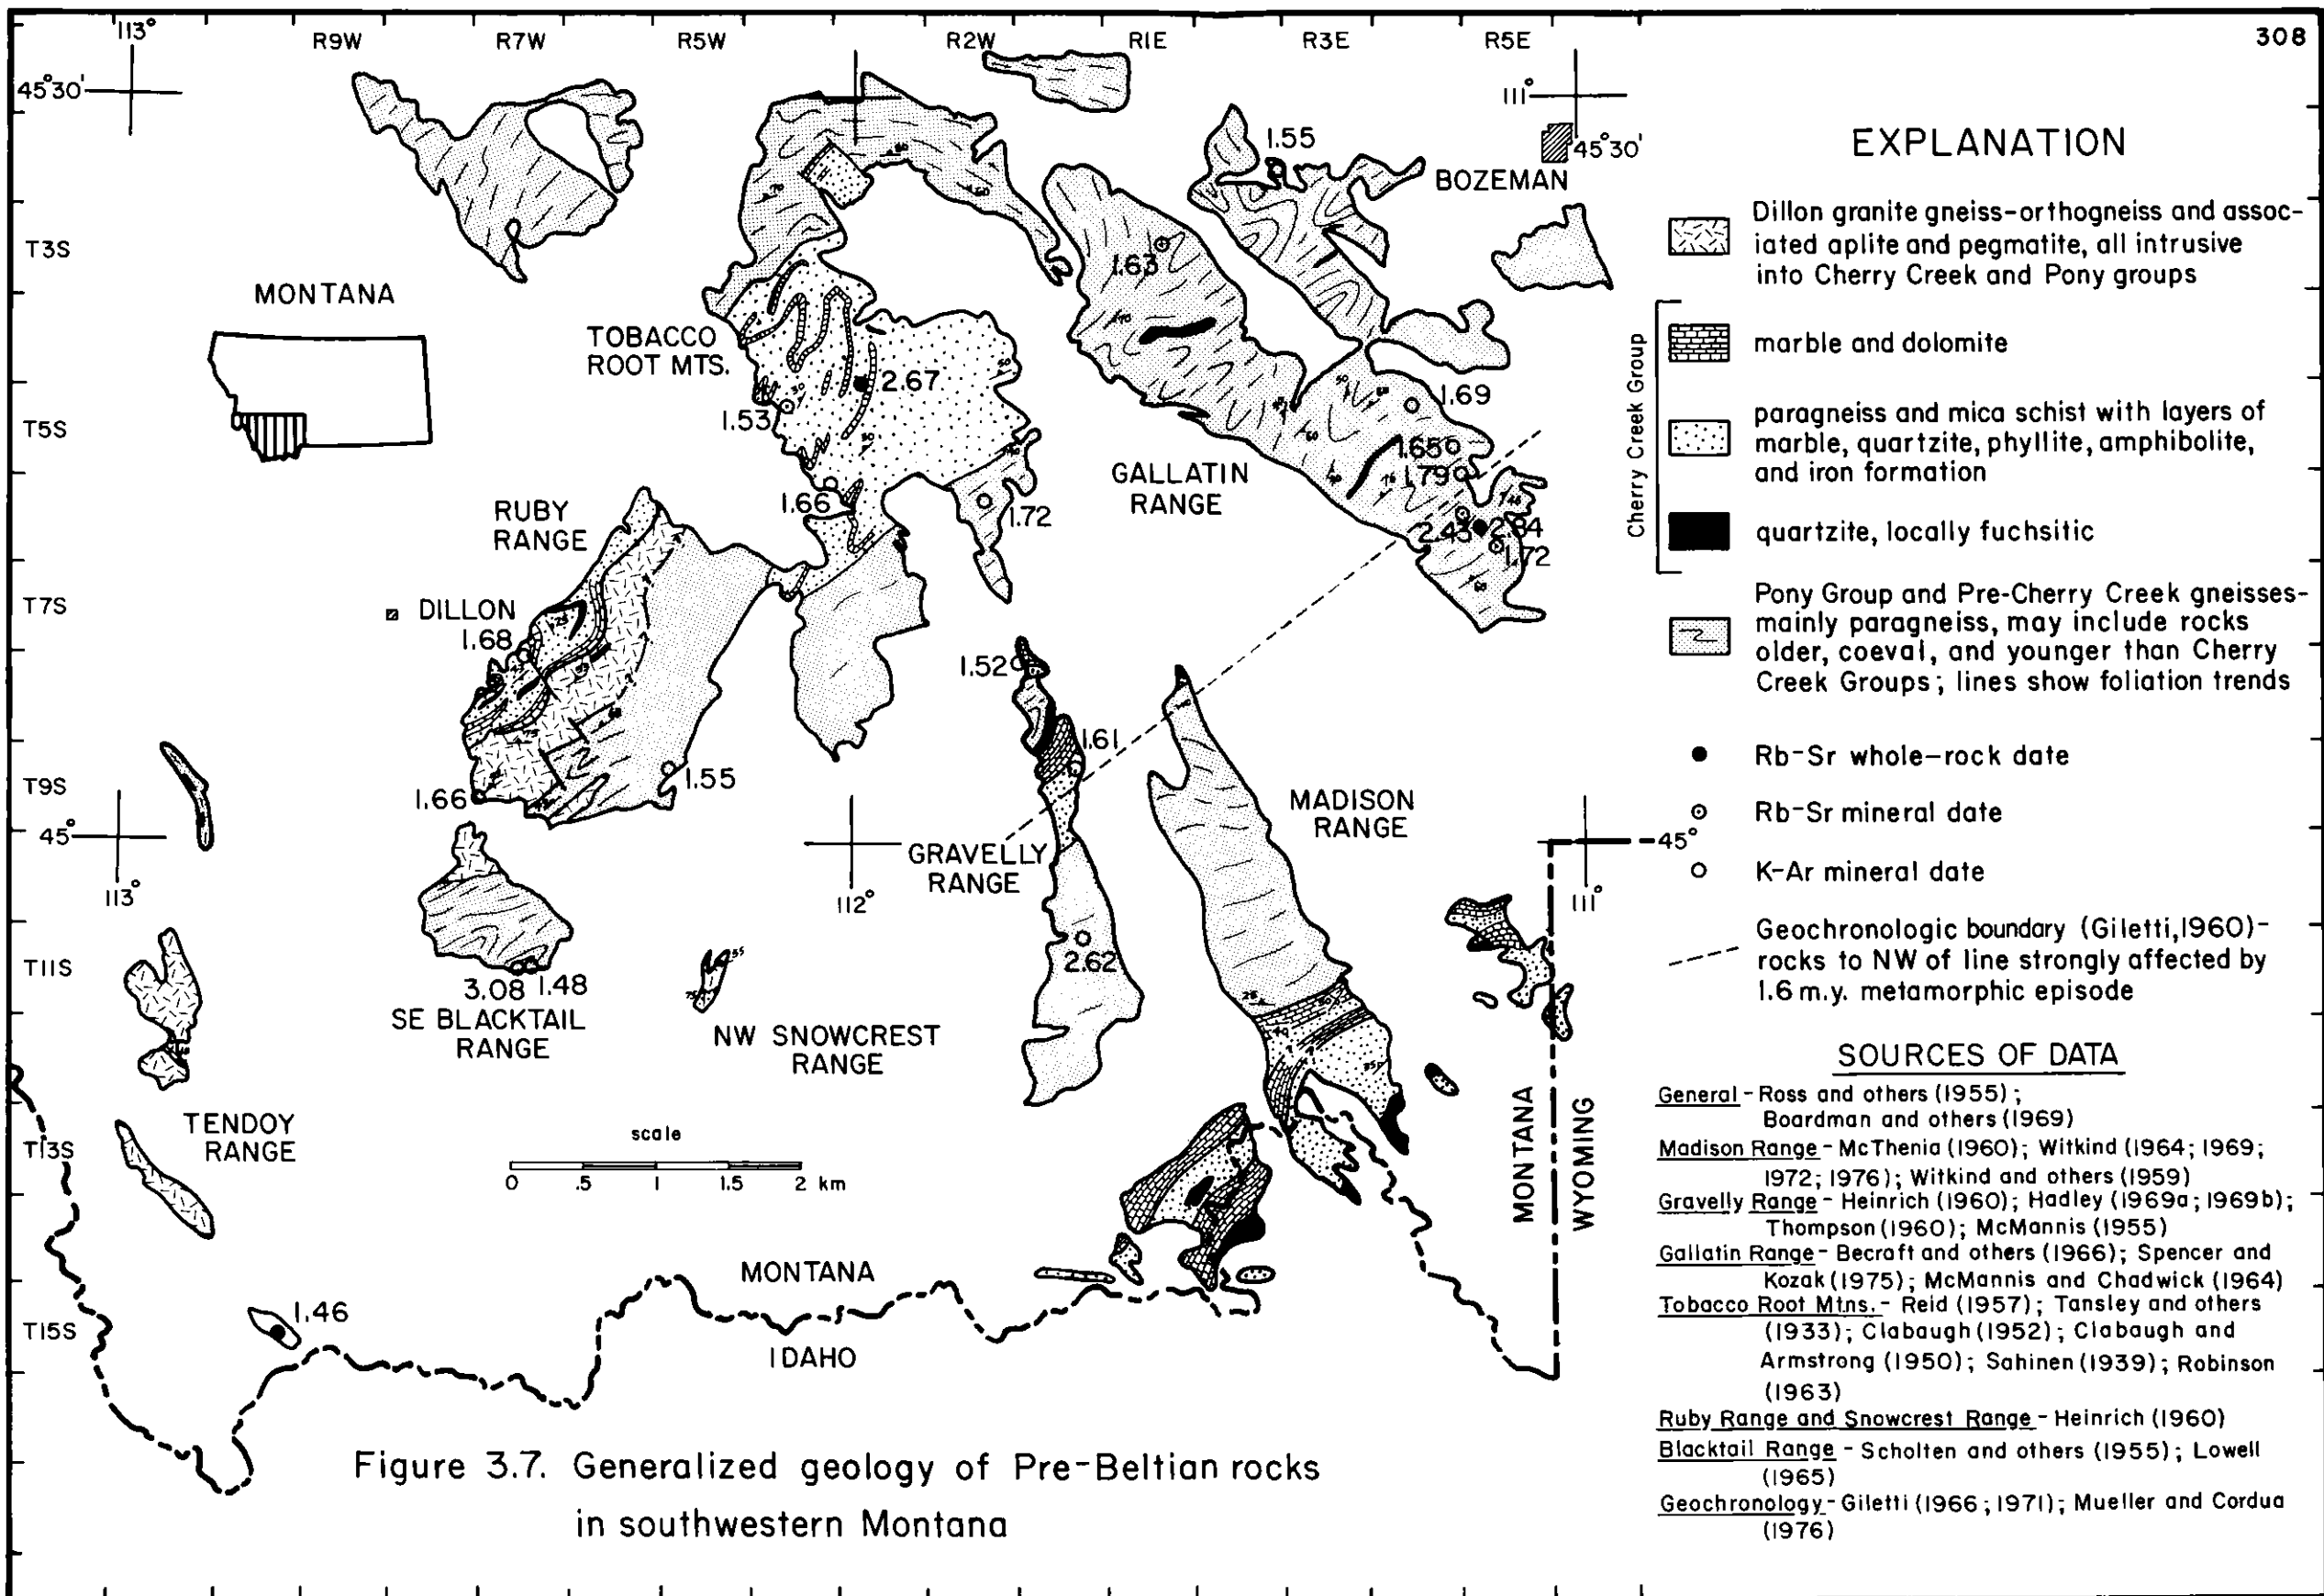 113°
R9W
R7W
R5W
R2W
R1E
R3E
R5E
308
45°30'
111°
45°30'
1.55
BOZEMAN
T3S
1.63
MONTANA
TOBACCO
ROOT MTS.
2.67
1.53
1.69
T5S
1.65
1.79
GALLATIN
RANGE
1.66
1.72
2.43
2.84
1.72
RUBY
RANGE
T7S
DILLON
1.68
1.52
1.61
T9S
1.66
1.55
MADISON
RANGE
45°
45°
GRAVELLY
RANGE
113°
112°
111°
2.62
T11S
3.08
1.48
SE BLACKTAIL
RANGE
NW SNOWCREST
RANGE
TENDOY
RANGE
T13S
scale
0 .5 1 1.5 2 km
MONTANA
WYOMING
MONTANA
IDAHO
T15S
1.46
Figure 3.7. Generalized geology of Pre-Beltian rocks
in southwestern Montana
EXPLANATION
Dillon granite gneiss-orthogneiss and assoc-
iated aplite and pegmatite, all intrusive
into Cherry Creek and Pony groups
Cherry Creek Group
marble and dolomite
paragneiss and mica schist with layers of
marble, quartzite, phyllite, amphibolite,
and iron formation
quartzite, locally fuchsitic
Pony Group and Pre-Cherry Creek gneisses-
mainly paragneiss, may include rocks
older, coeval, and younger than Cherry
Creek Groups; lines show foliation trends
Rb-Sr whole-rock date
Rb-Sr mineral date
K-Ar mineral date
Geochronologic boundary (Giletti,1960)-
rocks to NW of line strongly affected by
1.6 m.y. metamorphic episode
SOURCES OF DATA
General - Ross and others (1955);
Boardman and others (1969)
Madison Range - McThenia (1960); Witkind (1964; 1969;
1972; 1976); Witkind and others (1959)
Gravelly Range - Heinrich (1960); Hadley (1969a; 1969b);
Thompson (1960); McMannis (1955)
Gallatin Range - Becraft and others (1966); Spencer and
Kozak (1975); McMannis and Chadwick (1964)
Tobacco Root Mtns. - Reid (1957); Tansley and others
(1933); Clabaugh (1952); Clabaugh and
Armstrong (1950); Sahinen (1939); Robinson
(1963)
Ruby Range and Snowcrest Range - Heinrich (1960)
Blacktail Range - Scholten and others (1955); Lowell
(1965)
Geochronology - Giletti (1966; 1971); Mueller and Cordua
(1976)